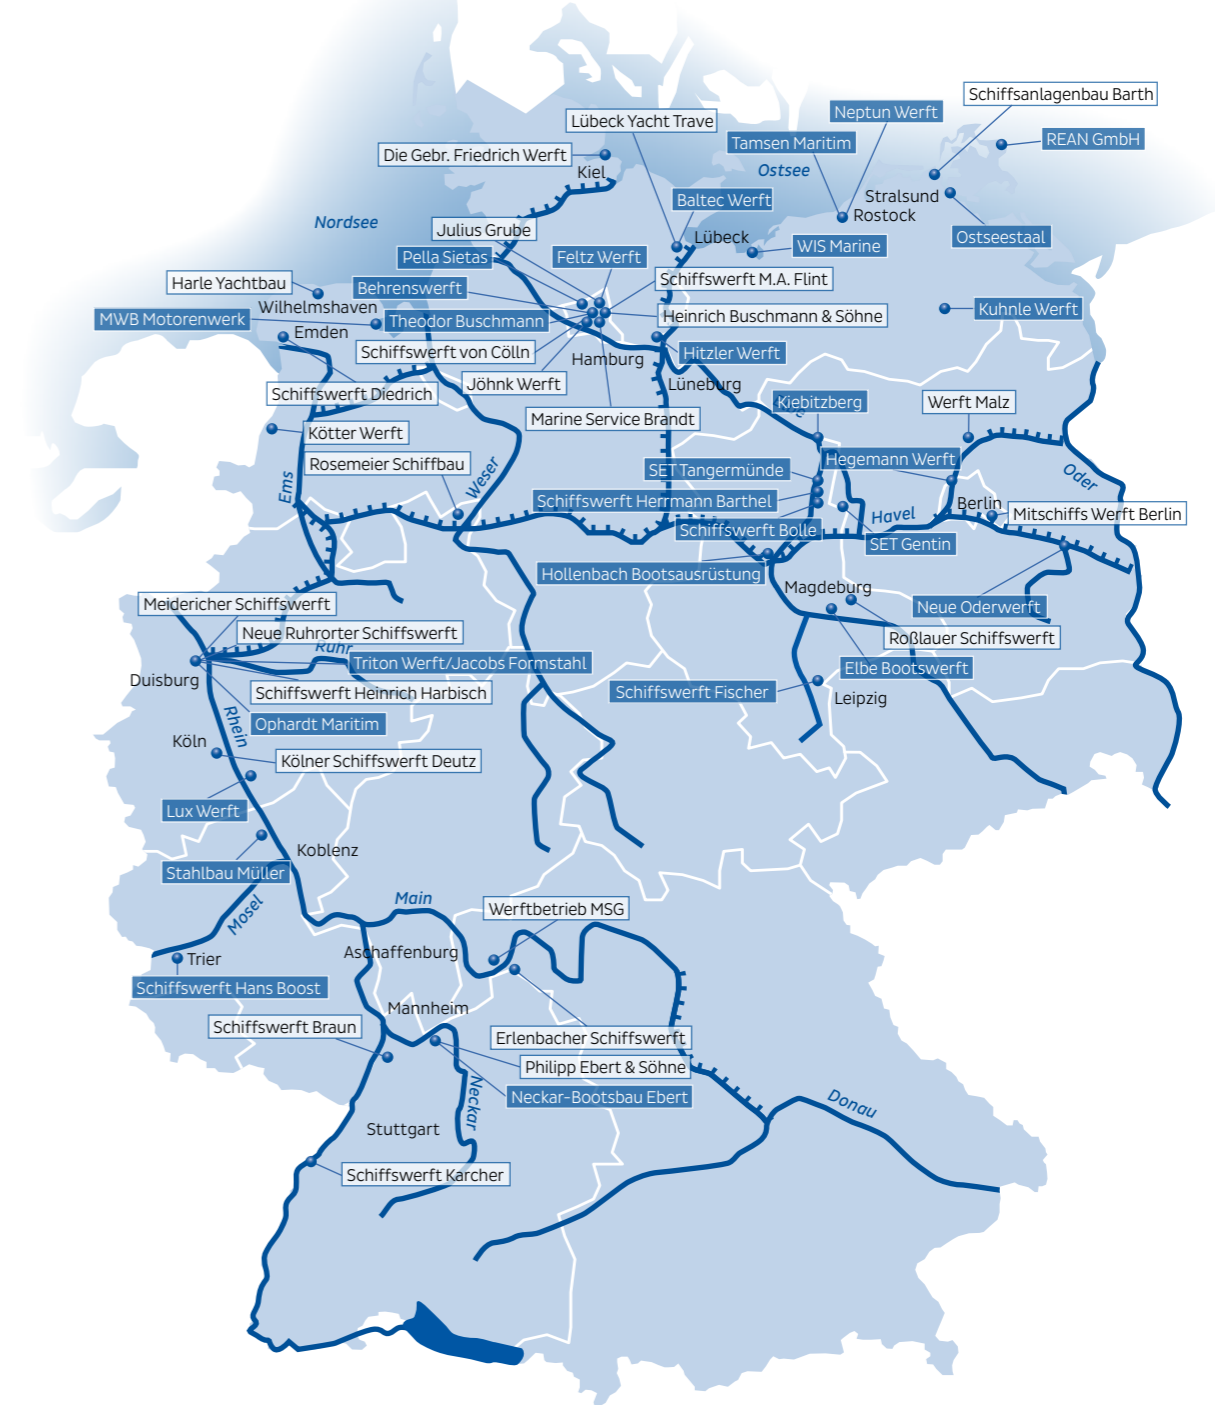 Schiffsanlagenbau Barth
Neptun Werft
Lübeck Yacht Trave
Tamsen Maritim
REAN GmbH
Die Gebr. Friedrich Werft
Kiel
Ostsee
Stralsund
Baltec Werft
Rostock
Nordsee
Julius Grube
Lübeck
WIS Marine
Ostseestaal
Pella Sietas
Feltz Werft
Harle Yachtbau
Behrenswerft
Schiffswerft M.A. Flint
Wilhelmshaven
Kuhnle Werft
MWB Motorenwerk
Theodor Buschmann
Heinrich Buschmann & Söhne
Emden
Schiffswerft von Cölln
Hamburg
Hitzler Werft
Jöhnk Werft
Lüneburg
Schiffswerft Diedrich
Kiebitzberg
Werft Malz
Marine Service Brandt
Kötter Werft
Rosemeier Schiffbau
Weser
SET Tangermünde
Hegemann Werft
Oder
Ems
Schiffswerft Herrmann Barthel
Berlin
Mitschiffs Werft Berlin
Havel
Schiffswerft Bolle
SET Gentin
Hollenbach Bootsausrüstung
Magdeburg
Meidericher Schiffswerft
Neue Oderwerft
Neue Ruhrorter Schiffswerft
Roßlauer Schiffswerft
Ruhr
Triton Werft/Jacobs Formstahl
Elbe Bootswerft
Duisburg
Schiffswerft Heinrich Harbisch
Schiffswerft Fischer
Leipzig
Ophardt Maritim
Rhein
Köln
Kölner Schiffswerft Deutz
Lux Werft
Koblenz
Stahlbau Müller
Main
Werftbetrieb MSG
Mosel
Aschaffenburg
Trier
Schiffswerft Hans Boost
Mannheim
Schiffswerft Braun
Erlenbacher Schiffswerft
Philipp Ebert & Söhne
Neckar-Bootsbau Ebert
Neckar
Donau
Stuttgart
Schiffswerft Karcher